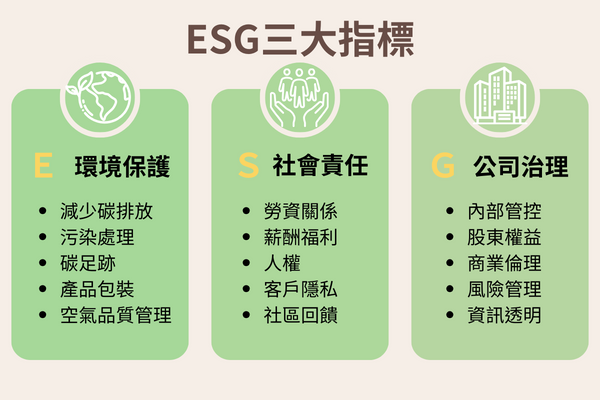 ESG三大指標
E 環境保護
• 減少碳排放
• 污染處理
• 碳足跡
• 產品包裝
• 空氣品質管理
S 社會責任
• 勞資關係
• 薪酬福利
• 人權
• 客戶隱私
• 社區回饋
G 公司治理
• 內部管控
• 股東權益
• 商業倫理
• 風險管理
• 資訊透明